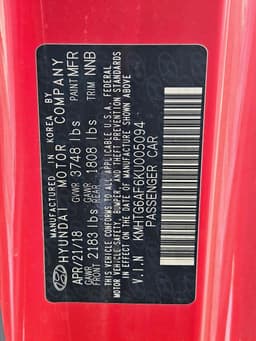 MANUFACTURED IN KOREA BY
HYUNDAI MOTOR COMPANY
APR/21/18 GVWR 3748 lbs PAINT MFR
GAWR FRONT 2183 lbs GAWR REAR 1808 lbs TRIM NNB
THIS VEHICLE CONFORMS TO ALL APPLICABLE FEDERAL
MOTOR VEHICLE SAFETY, BUMPER, AND THEFT PREVENTION STANDARDS
IN EFFECT ON THE DATE OF MANUFACTURE SHOWN ABOVE.
V.I.N KMHTG6AF6KU005094
PASSENGER CAR